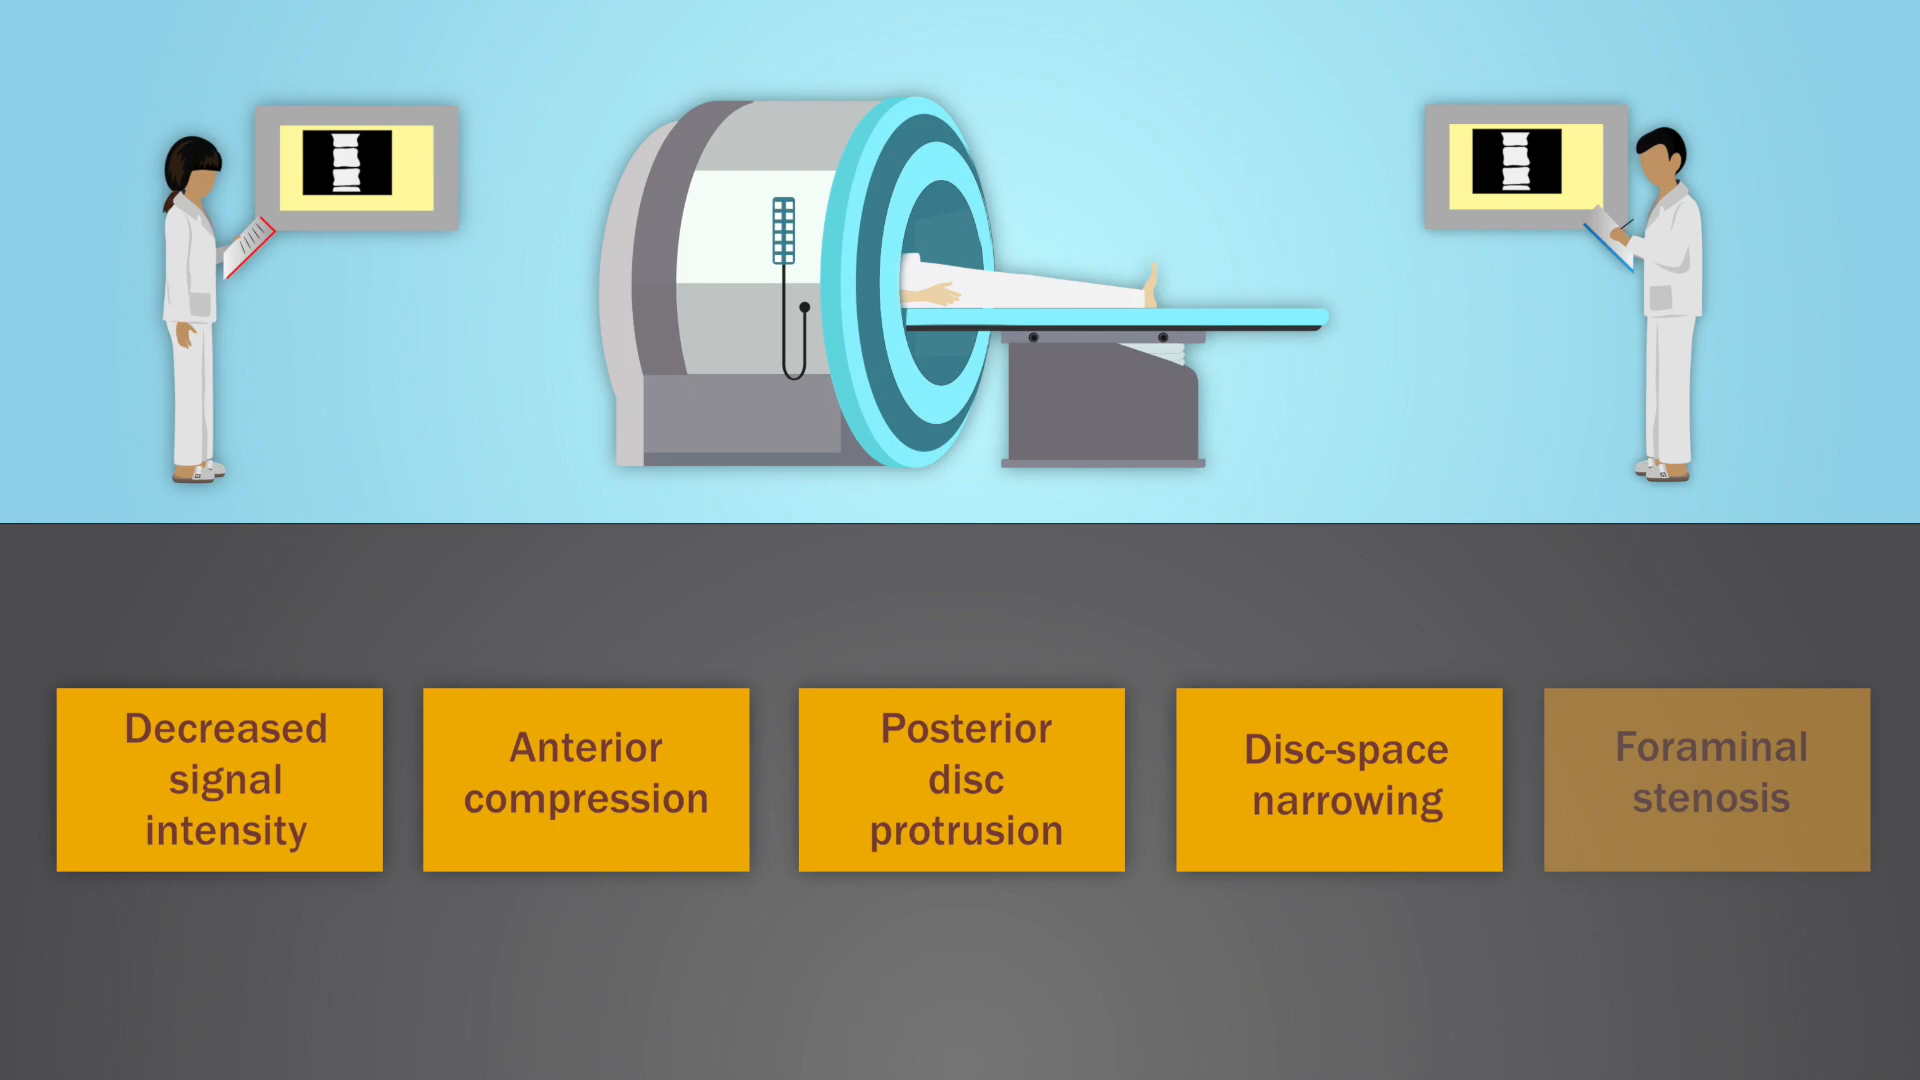 Decreased
signal
intensity
Anterior
compression
Posterior
disc
protrusion
Disc-space
narrowing
Foraminal
stenosis